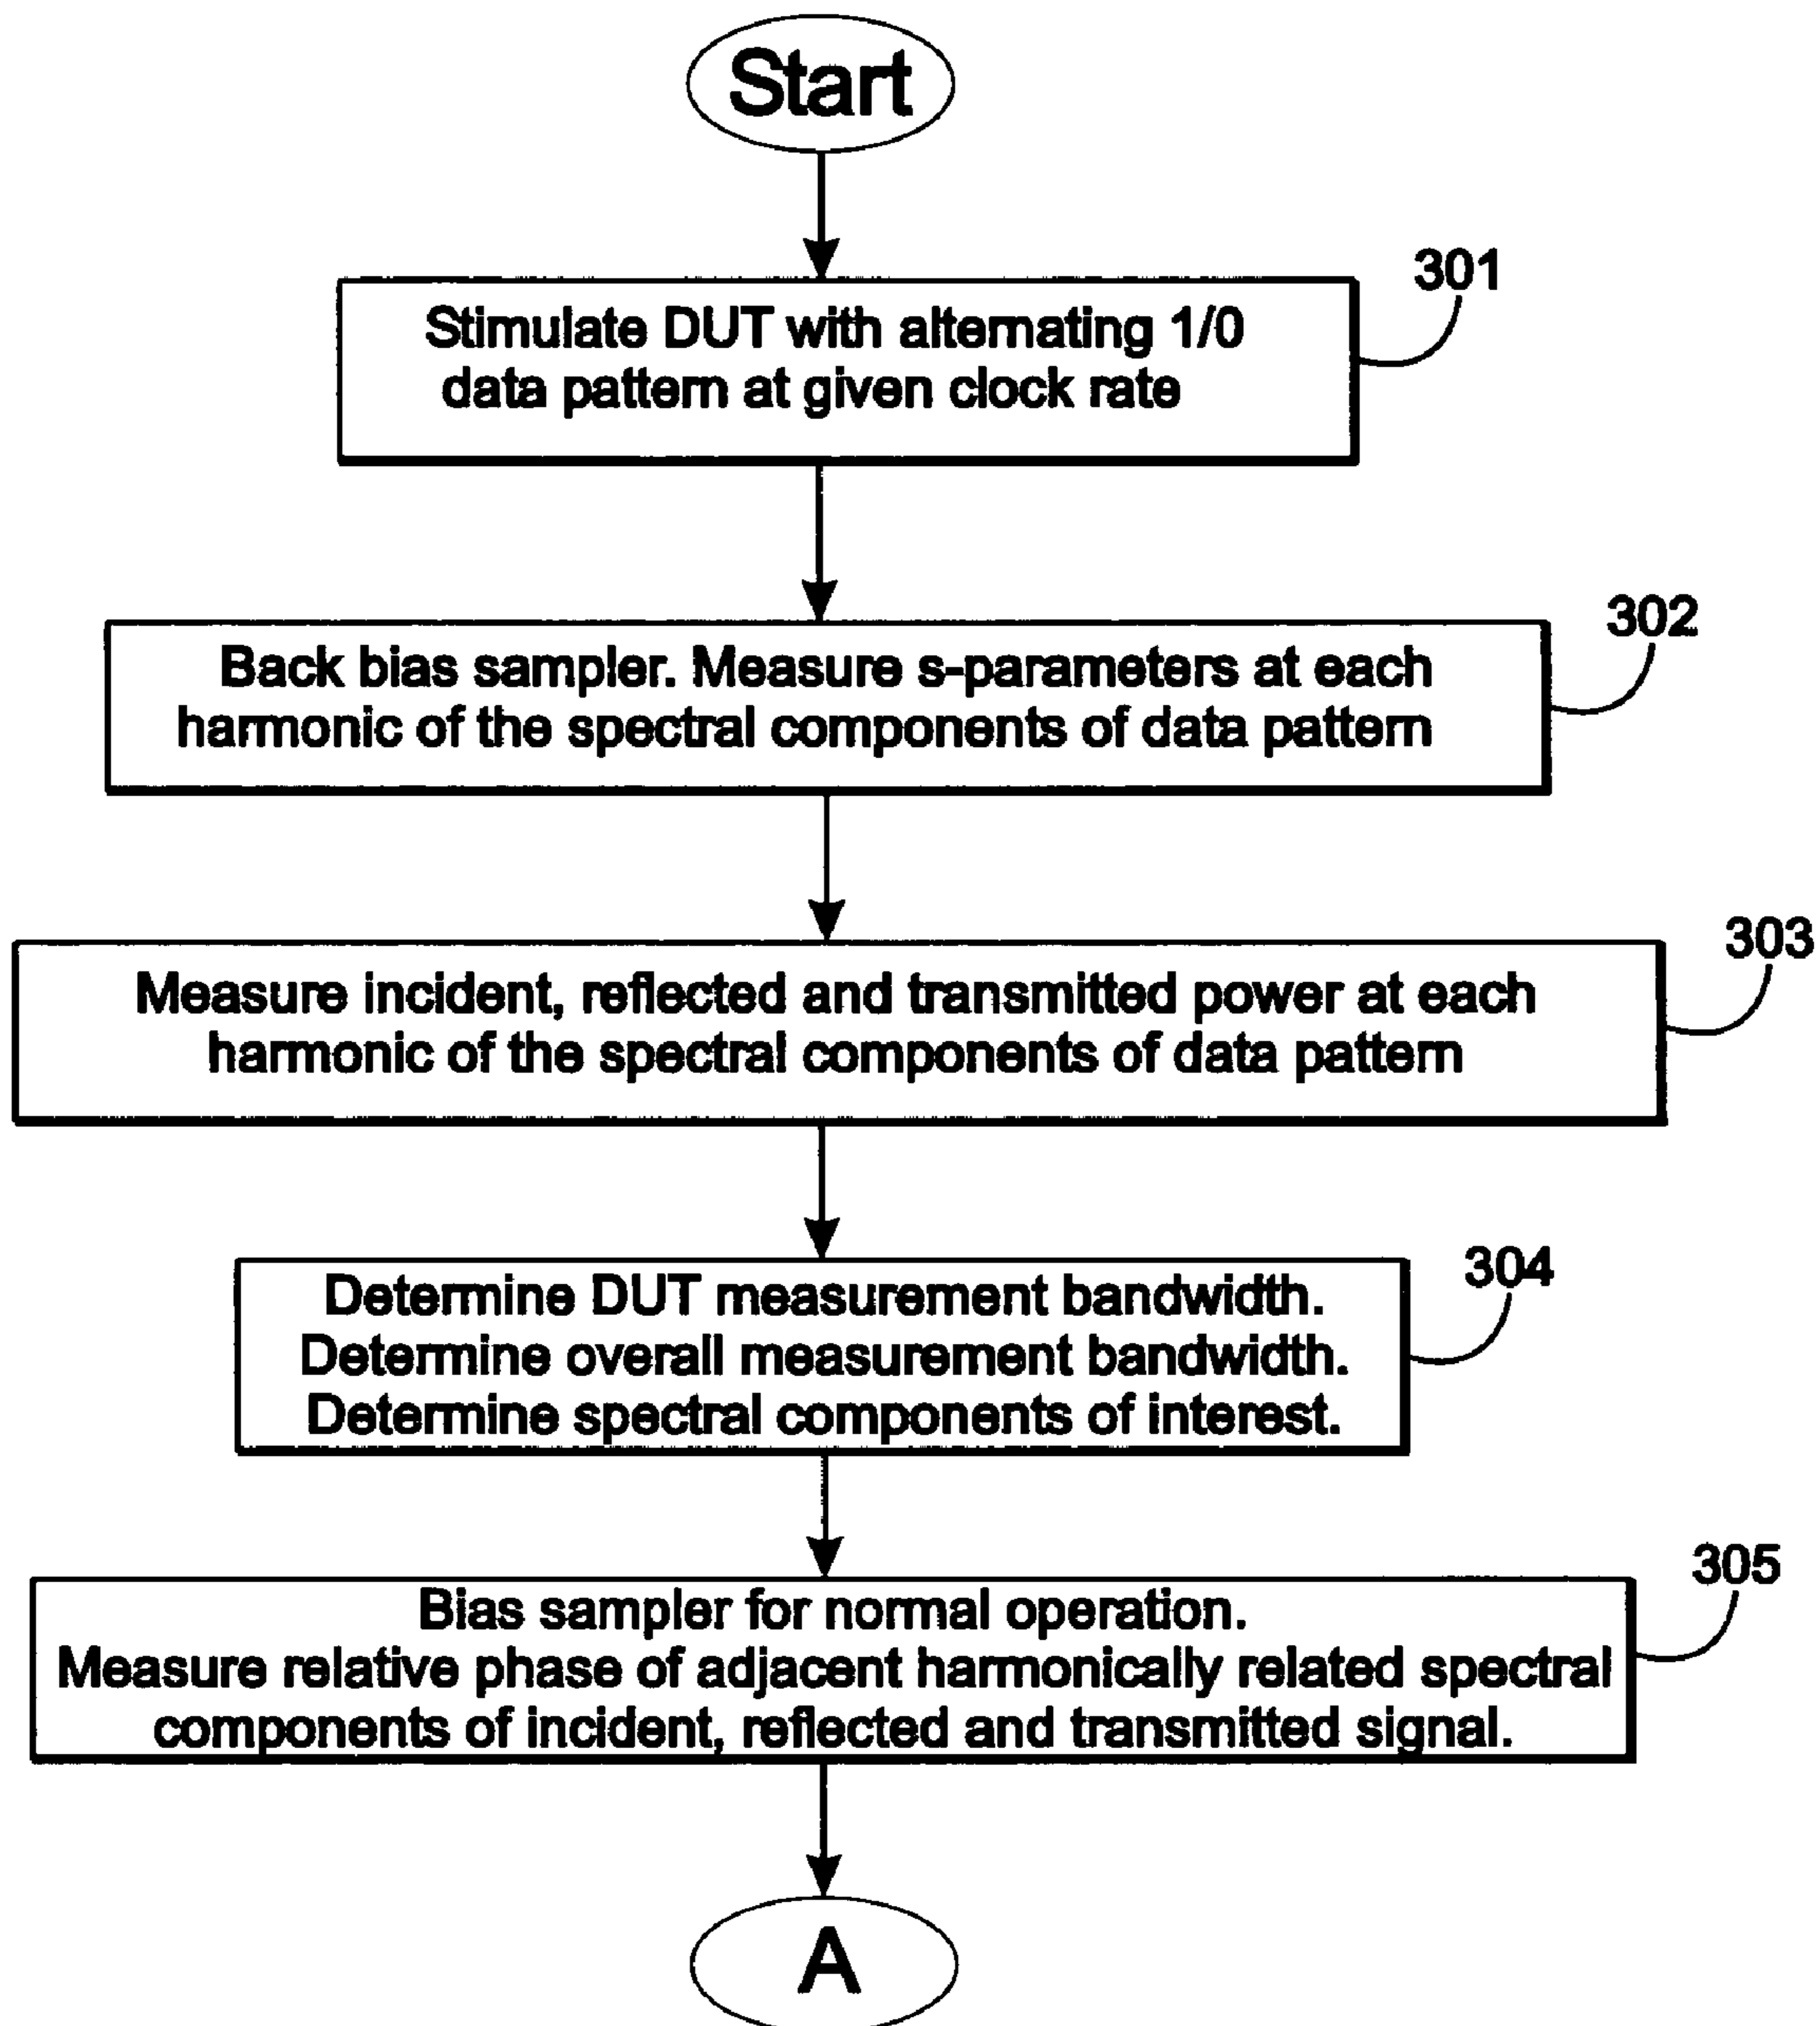 Start
301
Stimulate DUT with alternating 1/0
data pattern at given clock rate
302
Back bias sampler. Measure s-parameters at each
harmonic of the spectral components of data pattern
303
Measure incident, reflected and transmitted power at each
harmonic of the spectral components of data pattern
304
Determine DUT measurement bandwidth.
Determine overall measurement bandwidth.
Determine spectral components of interest.
305
Bias sampler for normal operation.
Measure relative phase of adjacent harmonically related spectral
components of incident, reflected and transmitted signal.
A